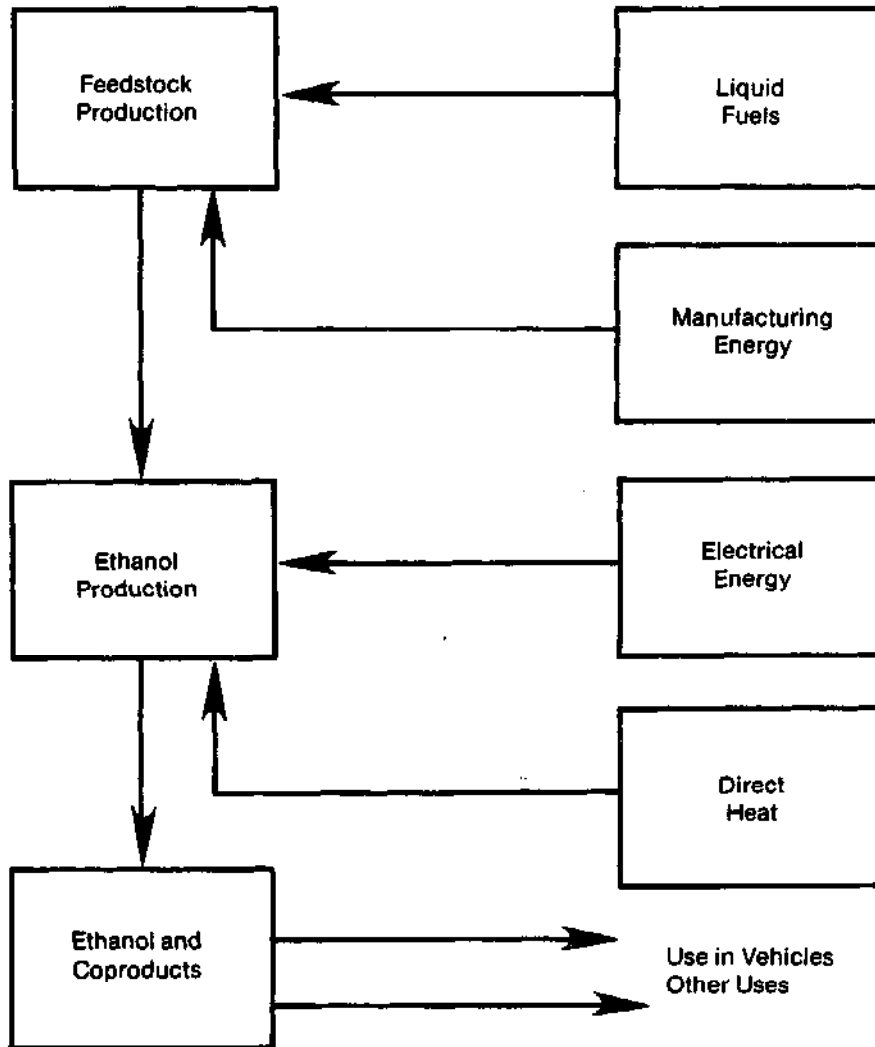 Feedstock
Production
Liquid
Fuels
Manufacturing
Energy
Ethanol
Production
Electrical
Energy
Direct
Heat
Ethanol and
Coproducts
Use in Vehicles
Other Uses